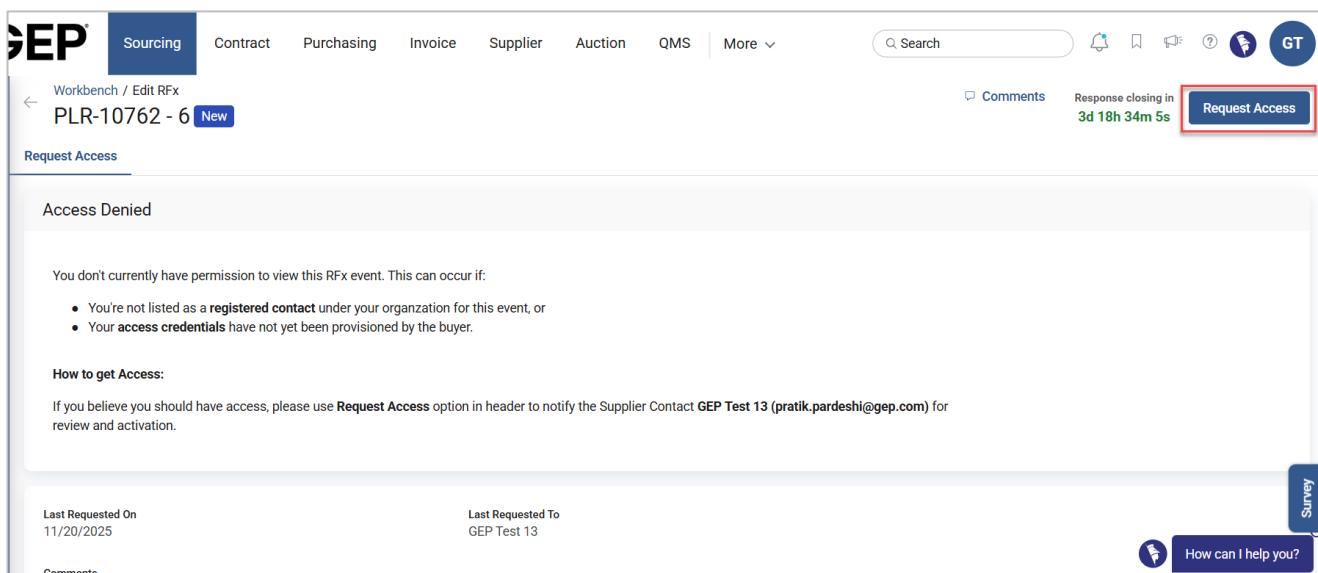 GEP Sourcing Contract Purchasing Invoice Supplier Auction QMS More Search GT
Workbench / Edit RFx
PLR-10762 - 6 New
Comments
Response closing in
3d 18h 34m 5s
Request Access
Request Access
Access Denied
You don't currently have permission to view this RFx event. This can occur if:
You're not listed as a registered contact under your organzation for this event, or
Your access credentials have not yet been provisioned by the buyer.
How to get Access:
If you believe you should have access, please use Request Access option in header to notify the Supplier Contact GEP Test 13 (pratik.pardeshi@gep.com) for
review and activation.
Last Requested On
11/20/2025
Last Requested To
GEP Test 13
Survey
How can I help you?
Comments